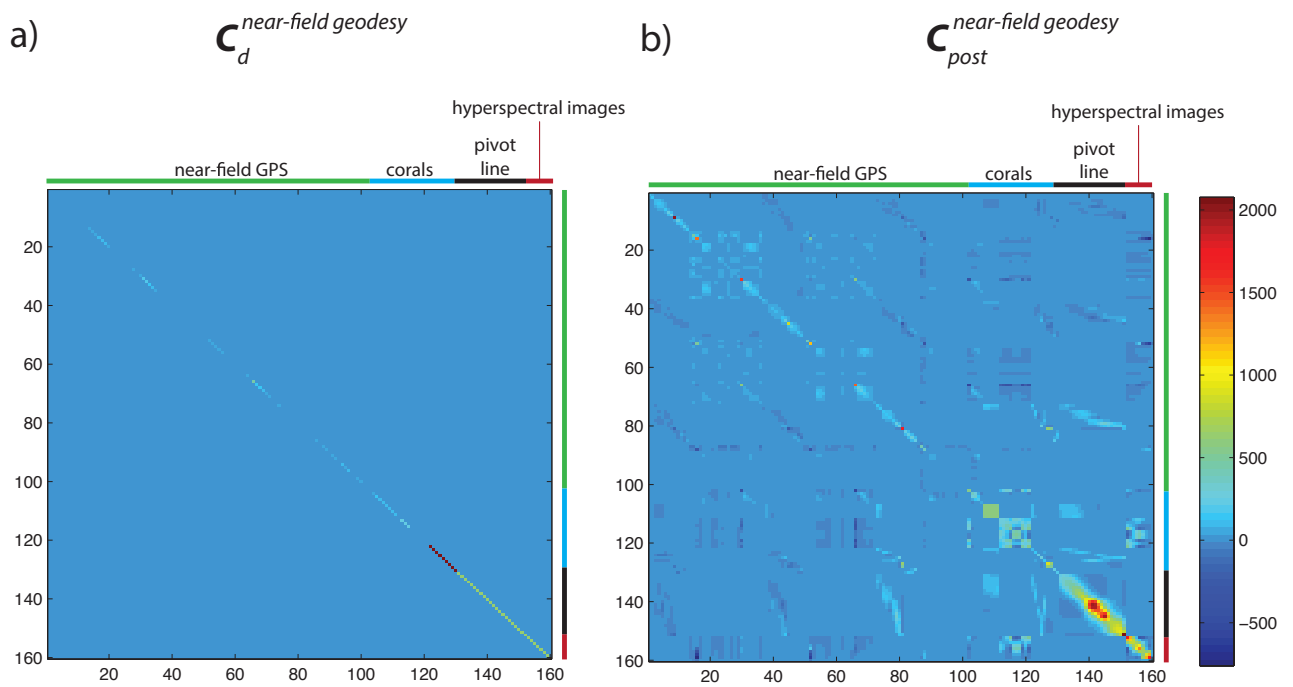 a)
C d near-field geodesy
b)
C post near-field geodesy
hyperspectral images
near-field GPS
corals
pivot
line
hyperspectral images
near-field GPS
corals
pivot
line
20
40
60
80
100
120
140
160
20 40 60 80 100 120 140 160
20
40
60
80
100
120
140
160
20 40 60 80 100 120 140 160
2000
1500
1000
500
0
−500